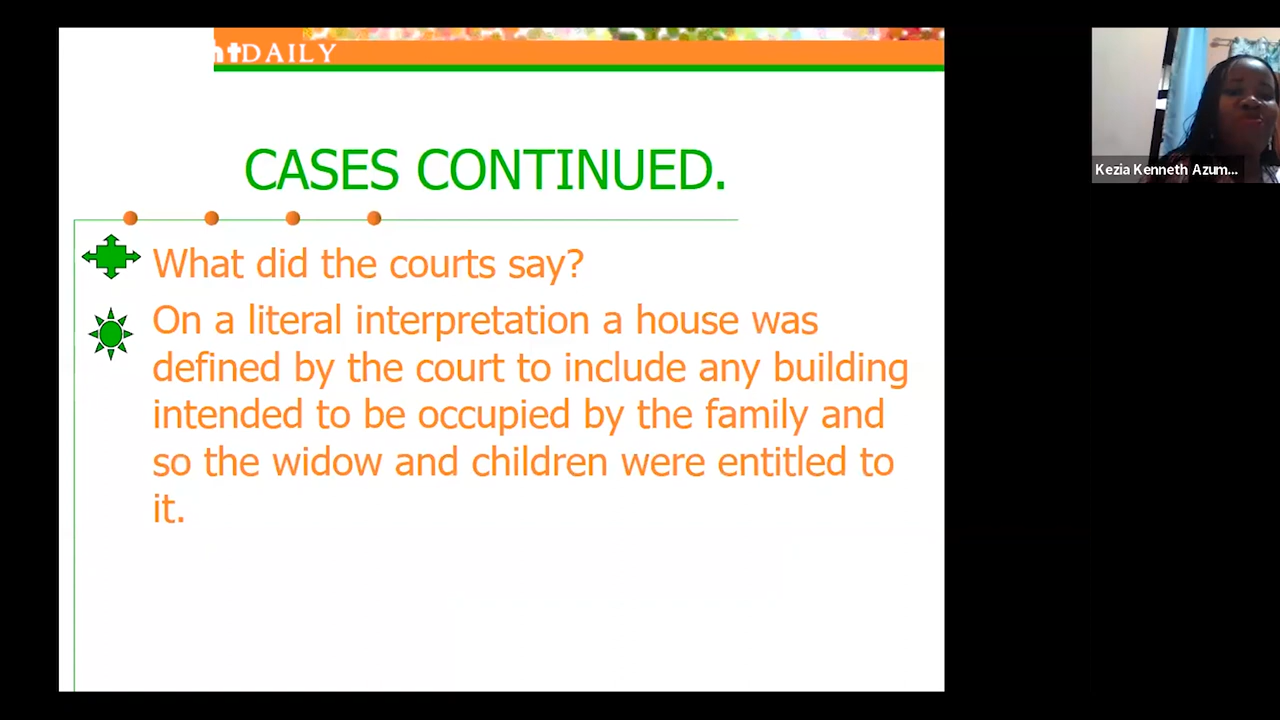 DAILY
CASES CONTINUED.
What did the courts say?
On a literal interpretation a house was
defined by the court to include any building
intended to be occupied by the family and
so the widow and children were entitled to
it.
Kezia Kenneth Azum...